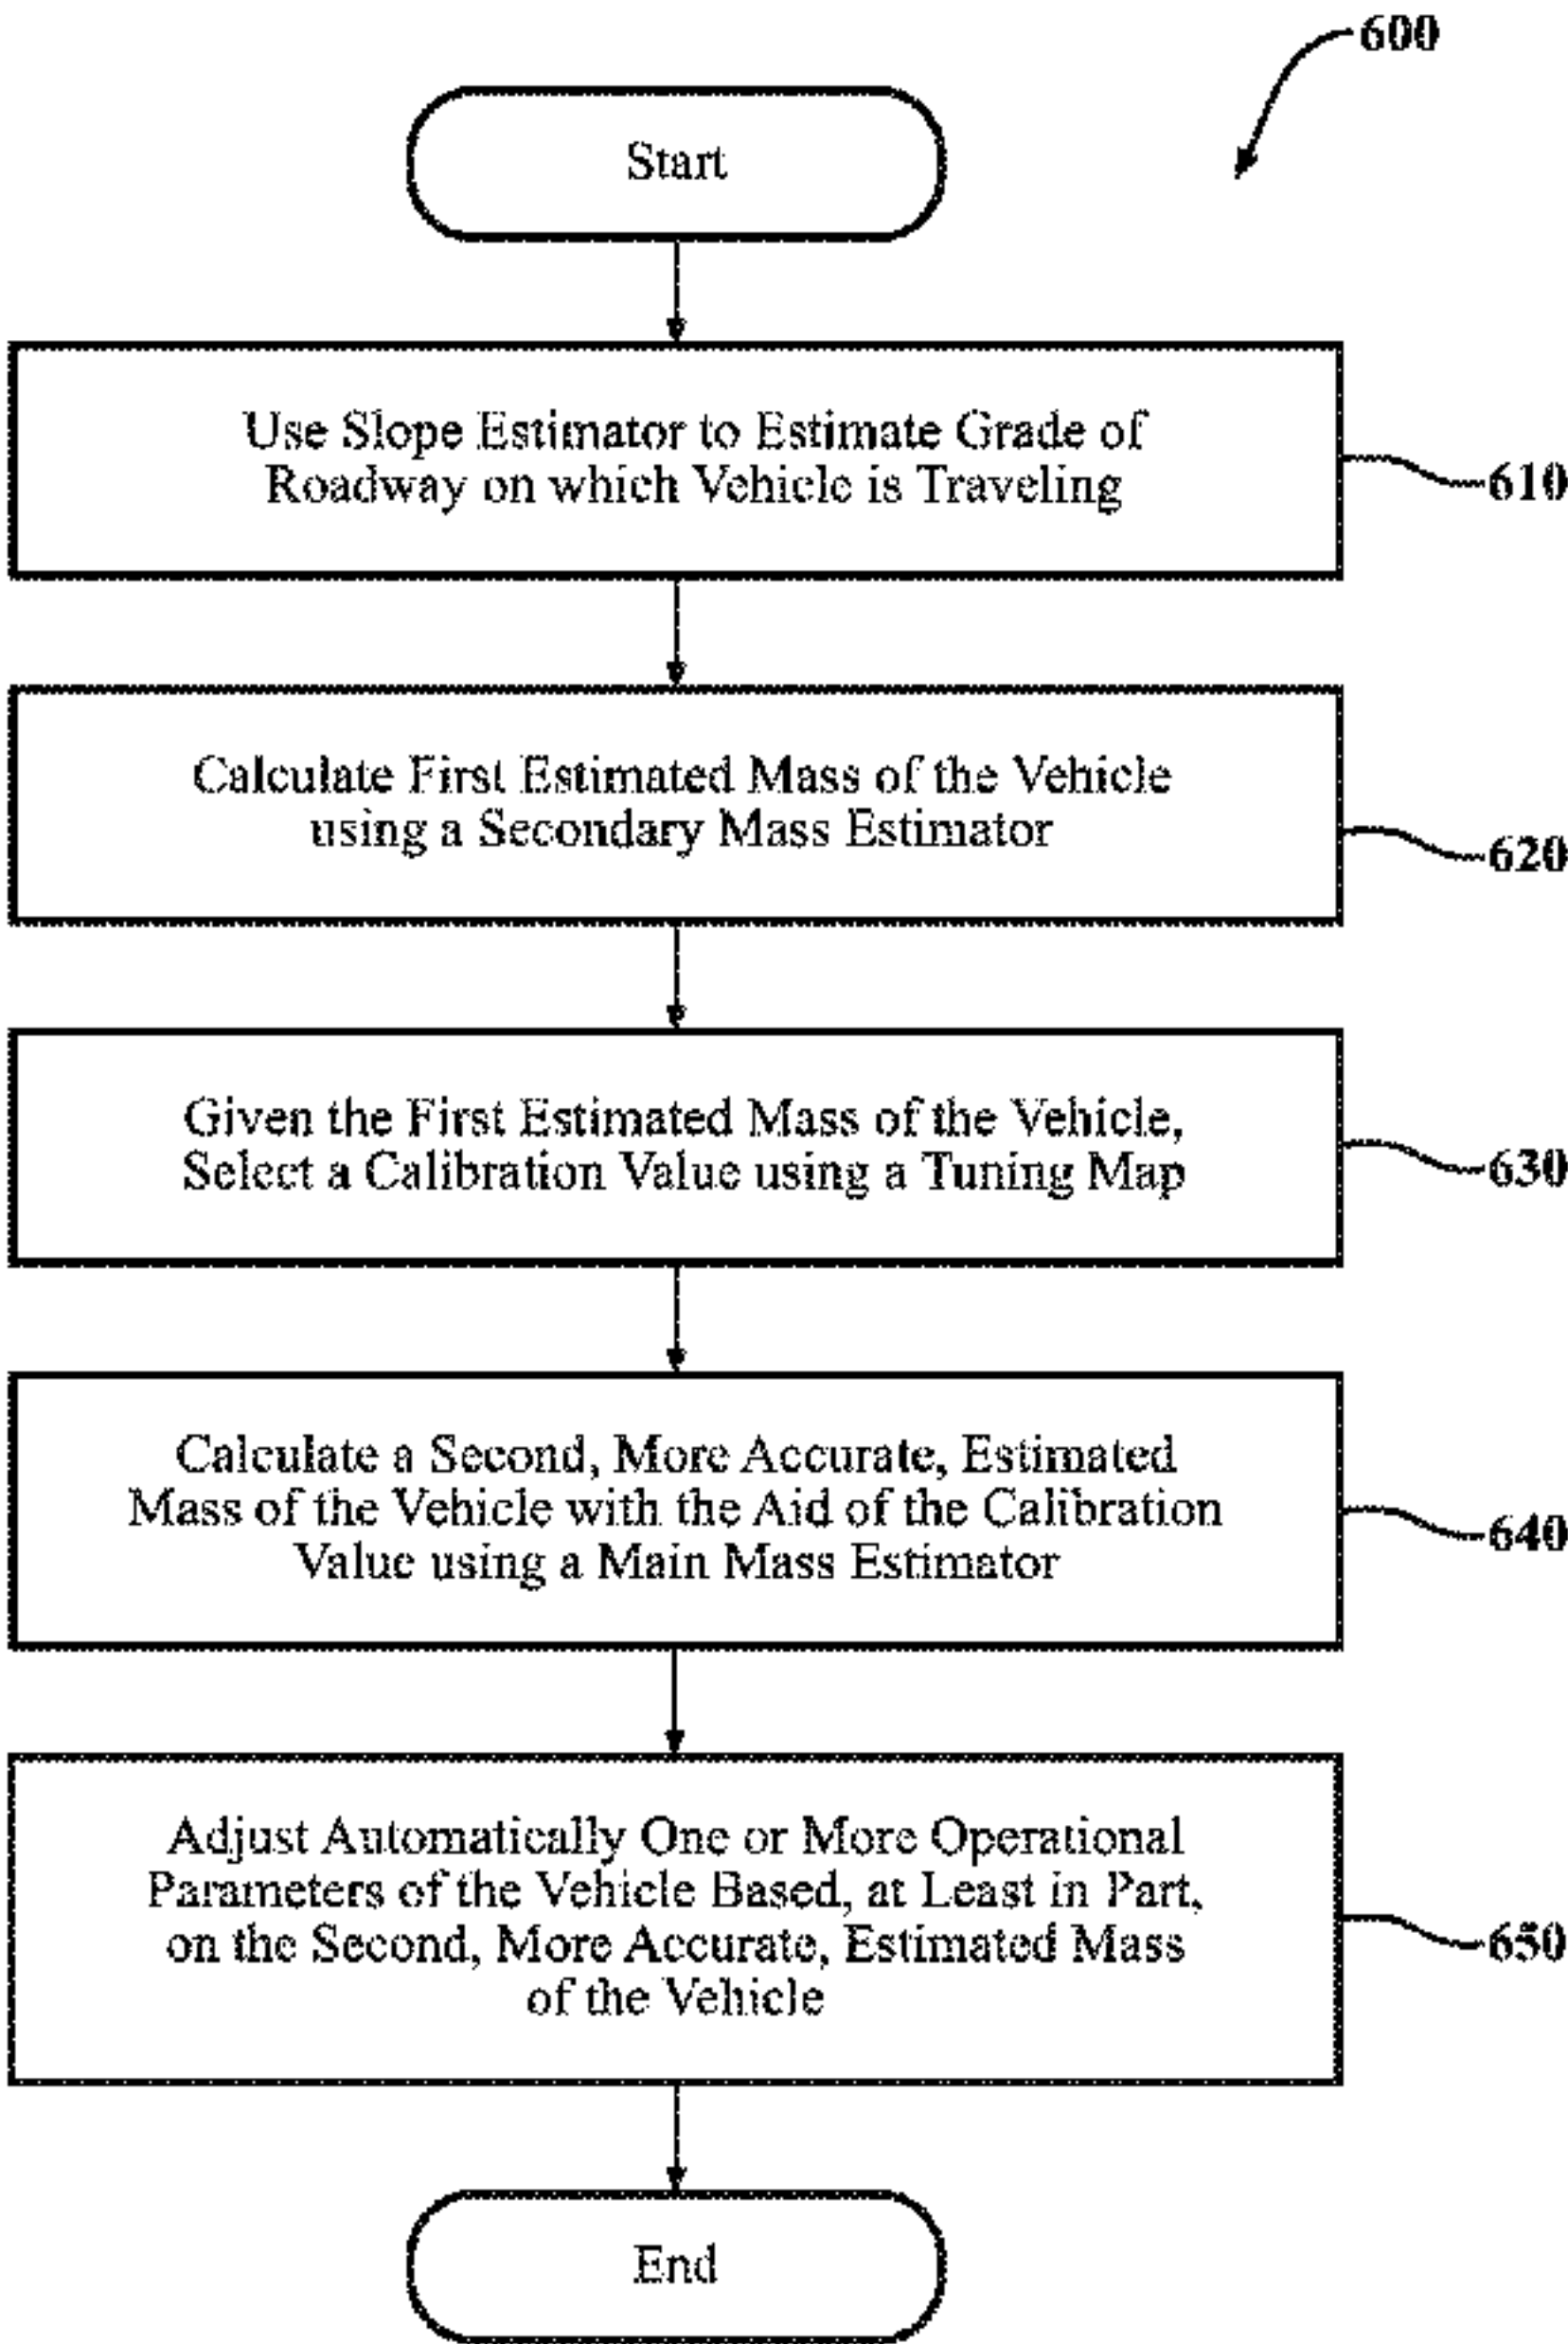 600
Start
Use Slope Estimator to Estimate Grade of
Roadway on which Vehicle is Traveling
610
Calculate First Estimated Mass of the Vehicle
using a Secondary Mass Estimator
620
Given the First Estimated Mass of the Vehicle,
Select a Calibration Value using a Tuning Map
630
Calculate a Second, More Accurate, Estimated
Mass of the Vehicle with the Aid of the Calibration
Value using a Main Mass Estimator
640
Adjust Automatically One or More Operational
Parameters of the Vehicle Based, at Least in Part,
on the Second, More Accurate, Estimated Mass
of the Vehicle
650
End